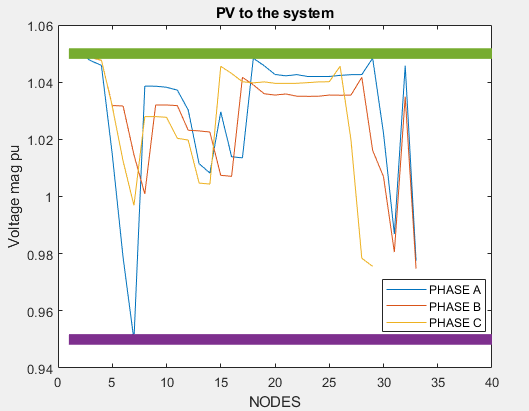 PV to the system
1.06
1.04
1.02
1
0.98
0.96
0.94
Voltage mag pu
PHASE A
PHASE B
PHASE C
0 5 10 15 20 25 30 35 40
NODES